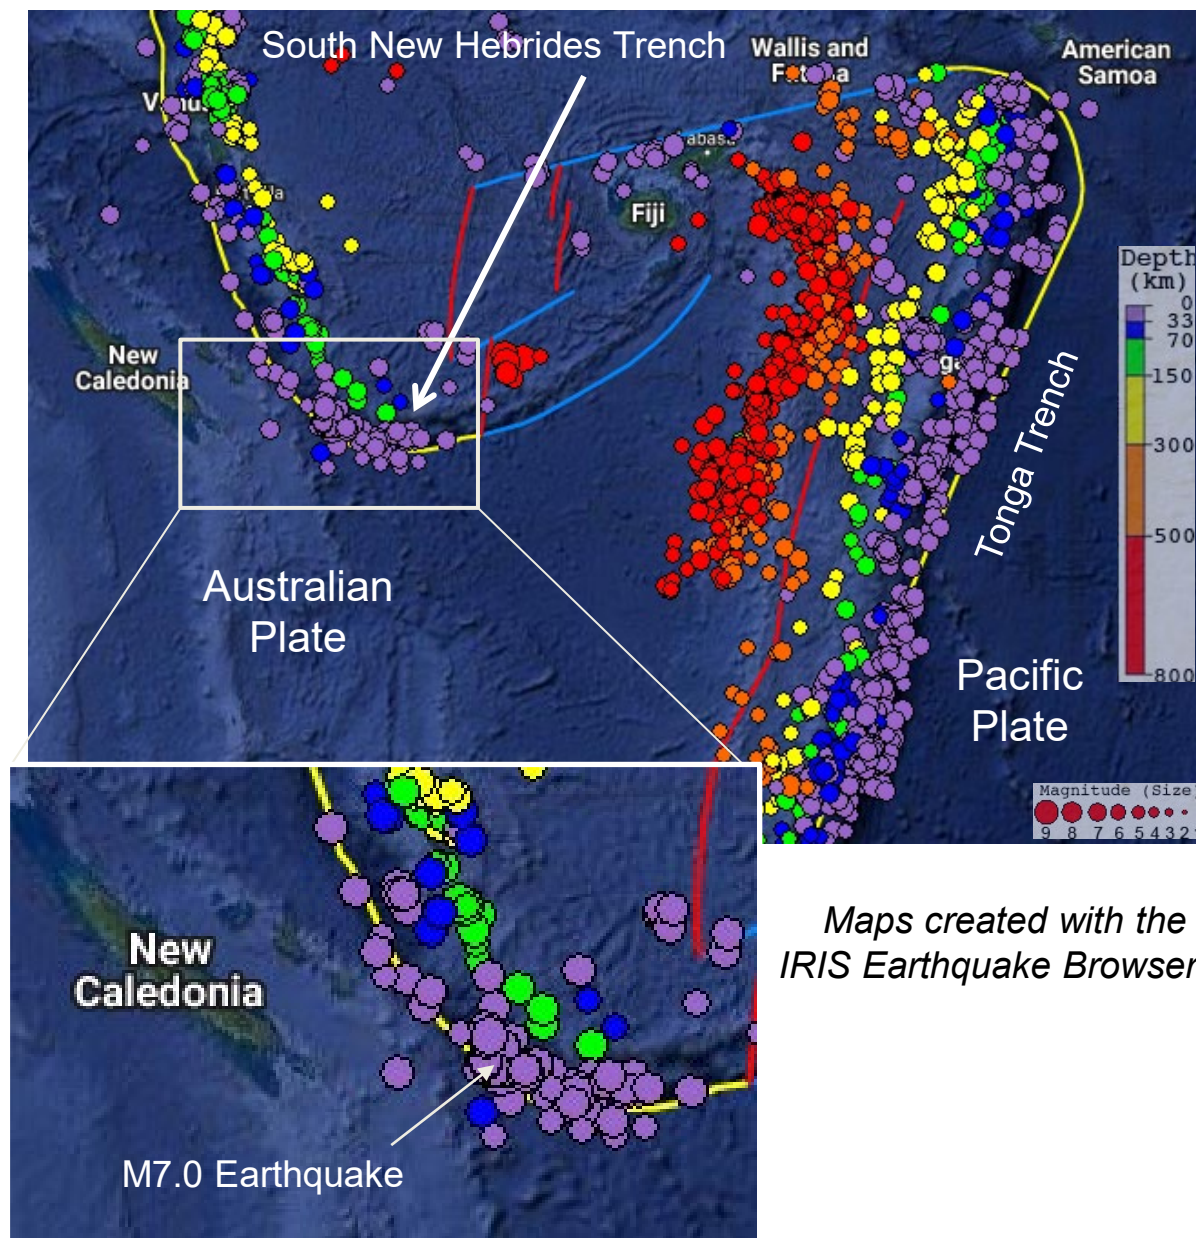 South New Hebrides Trench
Wallis and
American
Samoa
Fiji
Depth
(km)
0
33
70
150
300
500
800
New
Caledonia
Tonga Trench
Australian
Plate
Pacific
Plate
Magnitude (Size)
9 8 7 6 5 4 3 2
New
Caledonia
M7.0 Earthquake
Maps created with the
IRIS Earthquake Browser